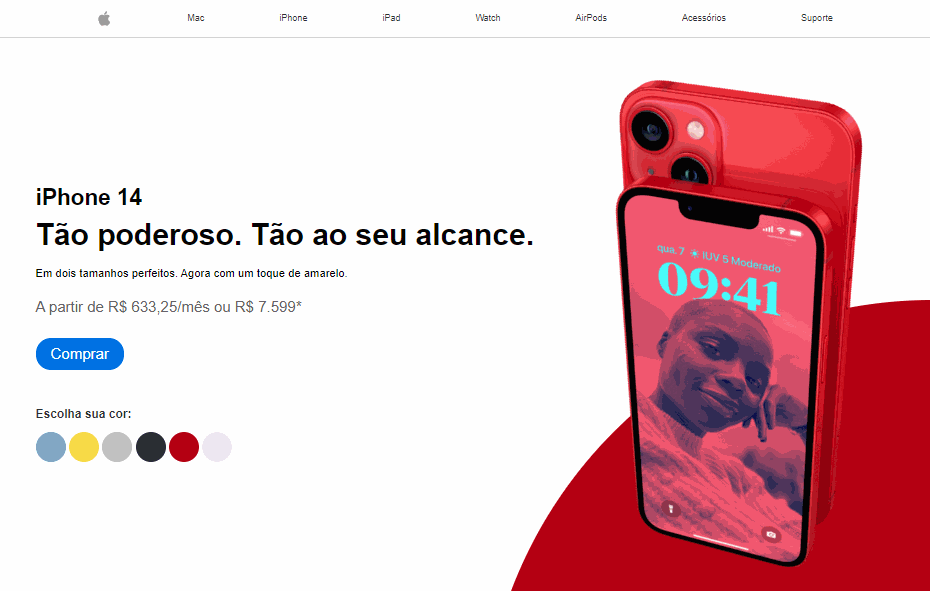 Mac iPhone iPad Watch AirPods Acessórios Suporte
iPhone 14
Tão poderoso. Tão ao seu alcance.
Em dois tamanhos perfeitos. Agora com um toque de amarelo.
A partir de R$ 633,25/mês ou R$ 7.599*
Comprar
Escolha sua cor:
qua. 7 IUV 5 Moderado
09:41